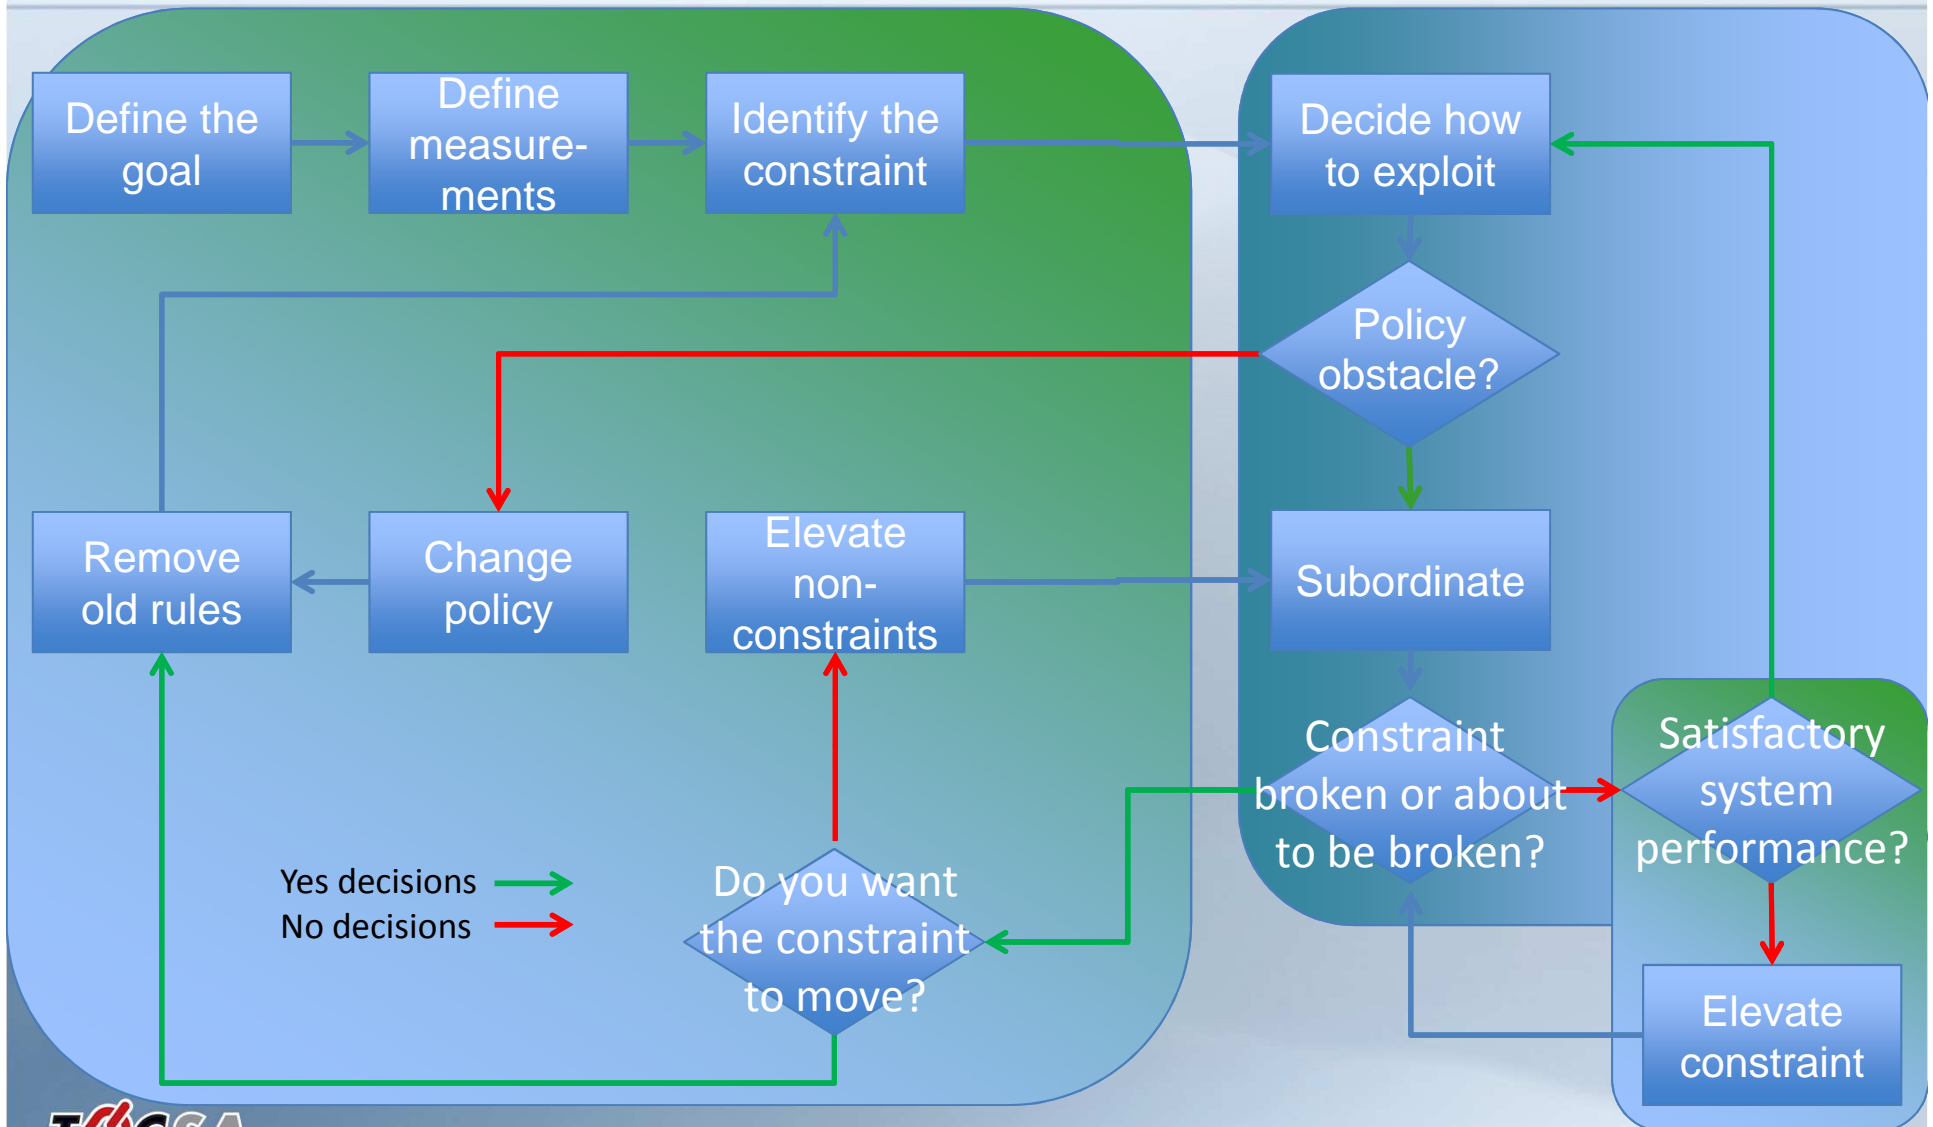 Define the
goal
Define
measure-
ments
Identify the
constraint
Decide how
to exploit
Policy
obstacle?
Remove
old rules
Change
policy
Elevate
non-
constraints
Subordinate
Constraint
broken or about
to be broken?
Satisfactory
system
performance?
Yes decisions
No decisions
Do you want
the constraint
to move?
Elevate
constraint